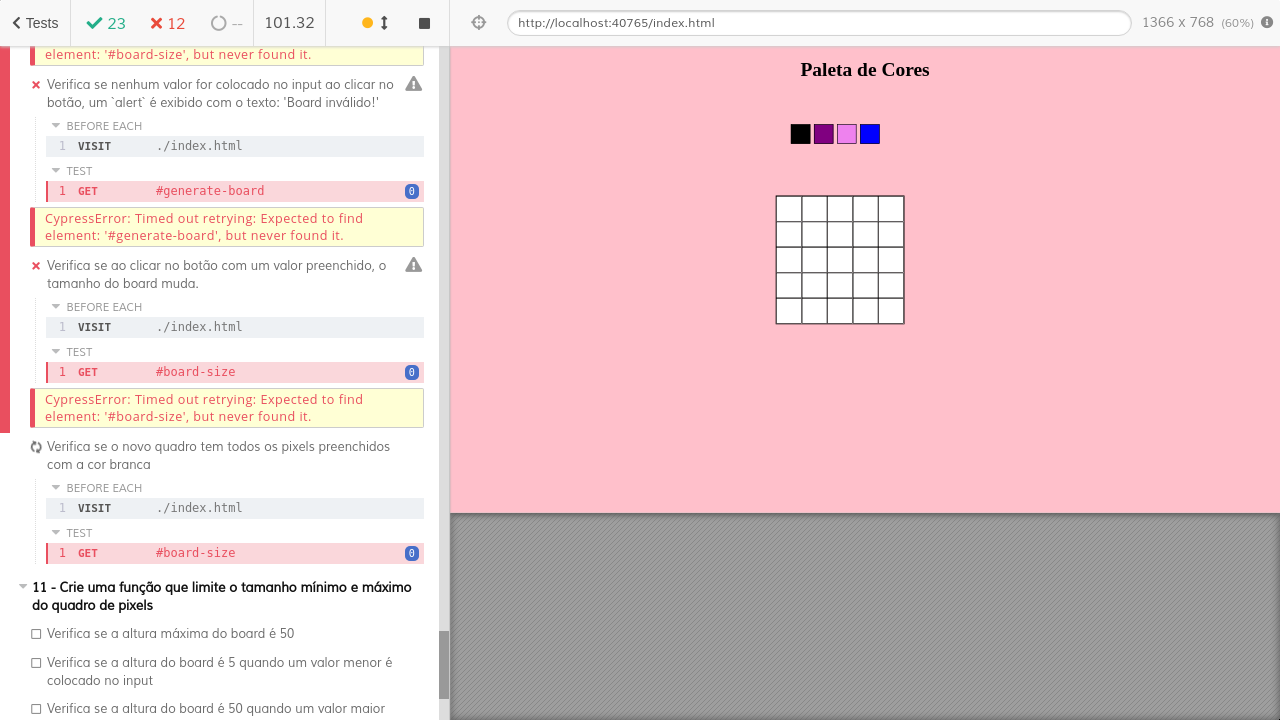 Tests
23
12
--
101.32
http://localhost:40765/index.html
1366 x 768 (60%)
element: '#board-size', but never found it.
Verifica se nenhum valor for colocado no input ao clicar no
botão, um `alert` é exibido com o texto: 'Board inválido!'
BEFORE EACH
1 VISIT ./index.html
TEST
1 GET #generate-board 0
CypressError: Timed out retrying: Expected to find
element: '#generate-board', but never found it.
Verifica se ao clicar no botão com um valor preenchido, o
tamanho do board muda.
BEFORE EACH
1 VISIT ./index.html
TEST
1 GET #board-size 0
CypressError: Timed out retrying: Expected to find
element: '#board-size', but never found it.
Verifica se o novo quadro tem todos os pixels preenchidos
com a cor branca
BEFORE EACH
1 VISIT ./index.html
TEST
1 GET #board-size 0
11 - Crie uma função que limite o tamanho mínimo e máximo
do quadro de pixels
Verifica se a altura máxima do board é 50
Verifica se a altura do board é 5 quando um valor menor é
colocado no input
Verifica se a altura do board é 50 quando um valor maior
Paleta de Cores